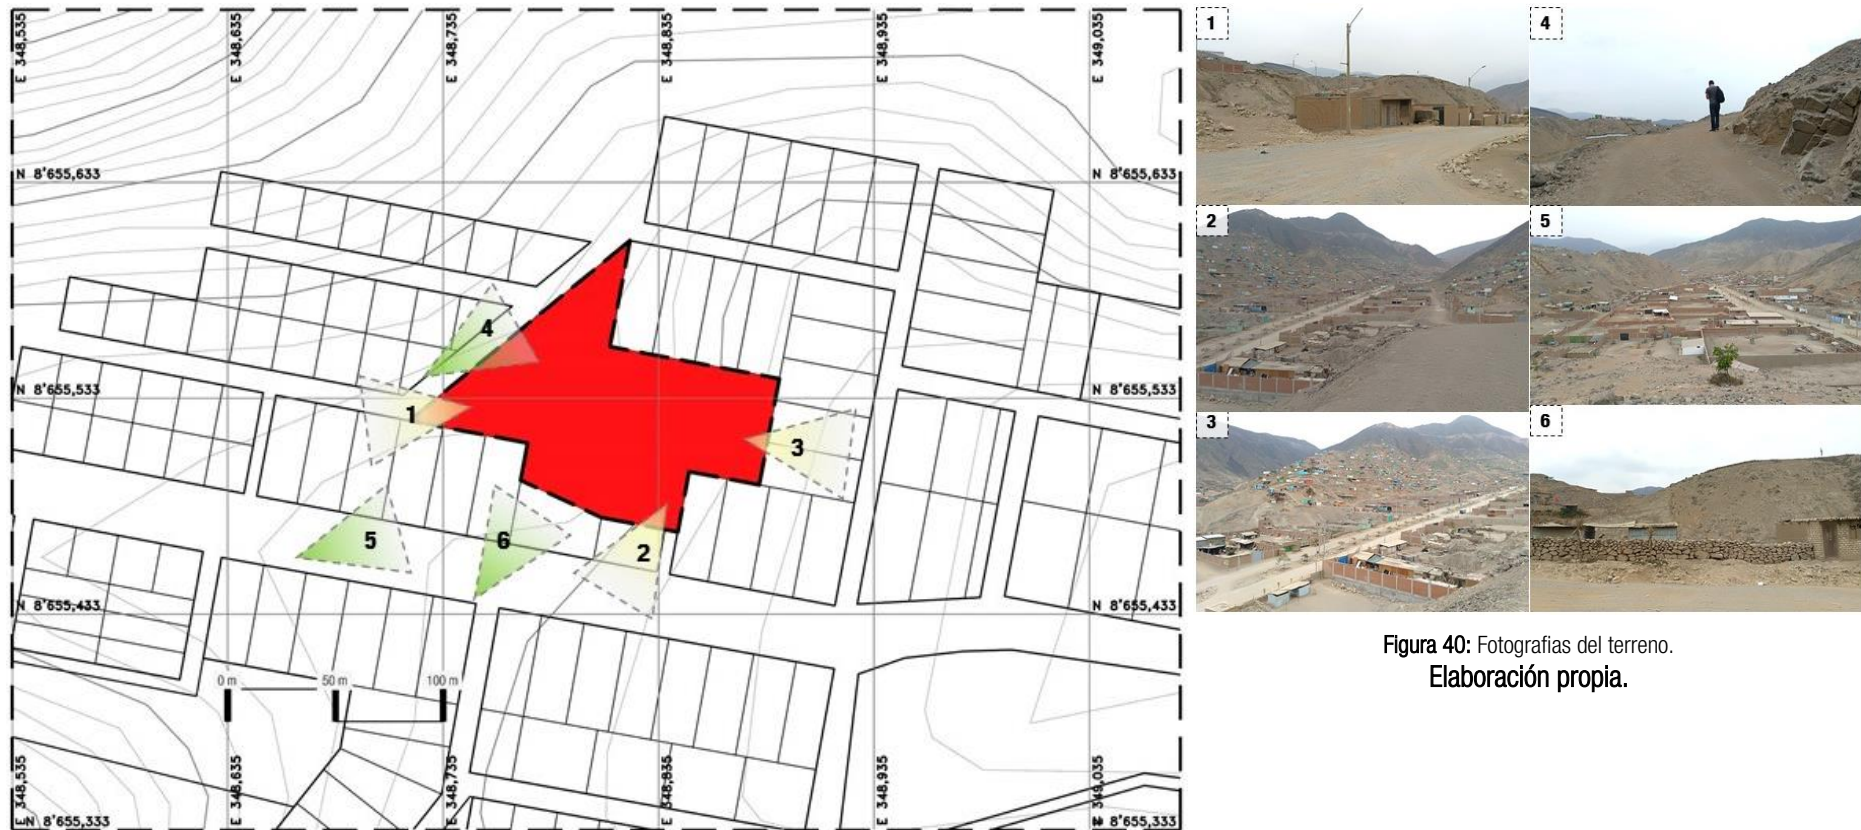 E 348,535
E 348,635
E 348,735
E 348,835
E 348,935
E 349,035
N 8'655,633
N 8'655,633
4
N 8'655,533
N 8'655,533
1
3
5
6
2
N 8'655,433
N 8'655,433
0 m
50 m
100 m
E 348,535
E 348,635
E 348,735
E 348,835
E 348,935
E 349,035
N 8'655,333
N 8'655,333
1
4
2
5
3
6
Figura 40: Fotografias del terreno.
Elaboración propia.